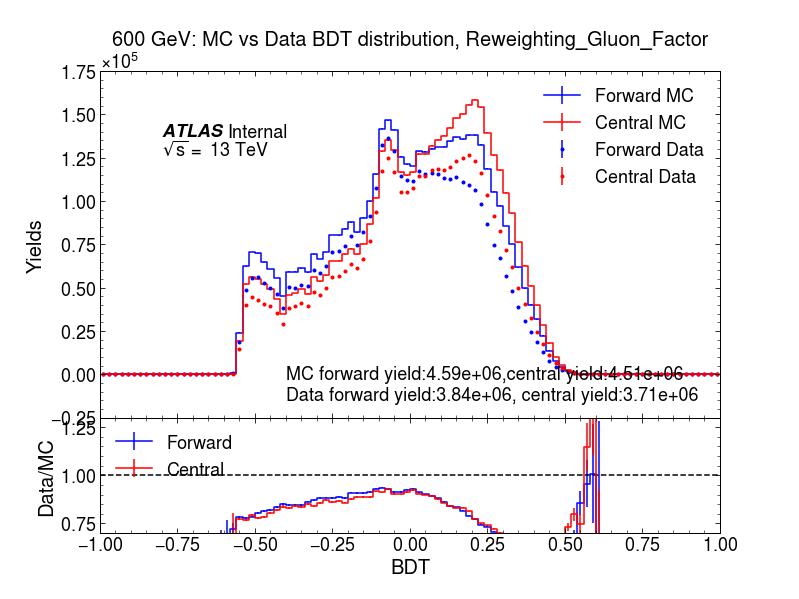 600 GeV: MC vs Data BDT distribution, Reweighting_Gluon_Factor
×10⁵
1.75
1.50
1.25
1.00
0.75
0.50
0.25
0.00
−0.25
Yields
ATLAS Internal
√s = 13 TeV
Forward MC
Central MC
Forward Data
Central Data
MC forward yield:4.59e+06,central yield:4.51e+06
Data forward yield:3.84e+06, central yield:3.71e+06
1.25
1.00
0.75
Data/MC
Forward
Central
−1.00 −0.75 −0.50 −0.25 0.00 0.25 0.50 0.75 1.00
BDT